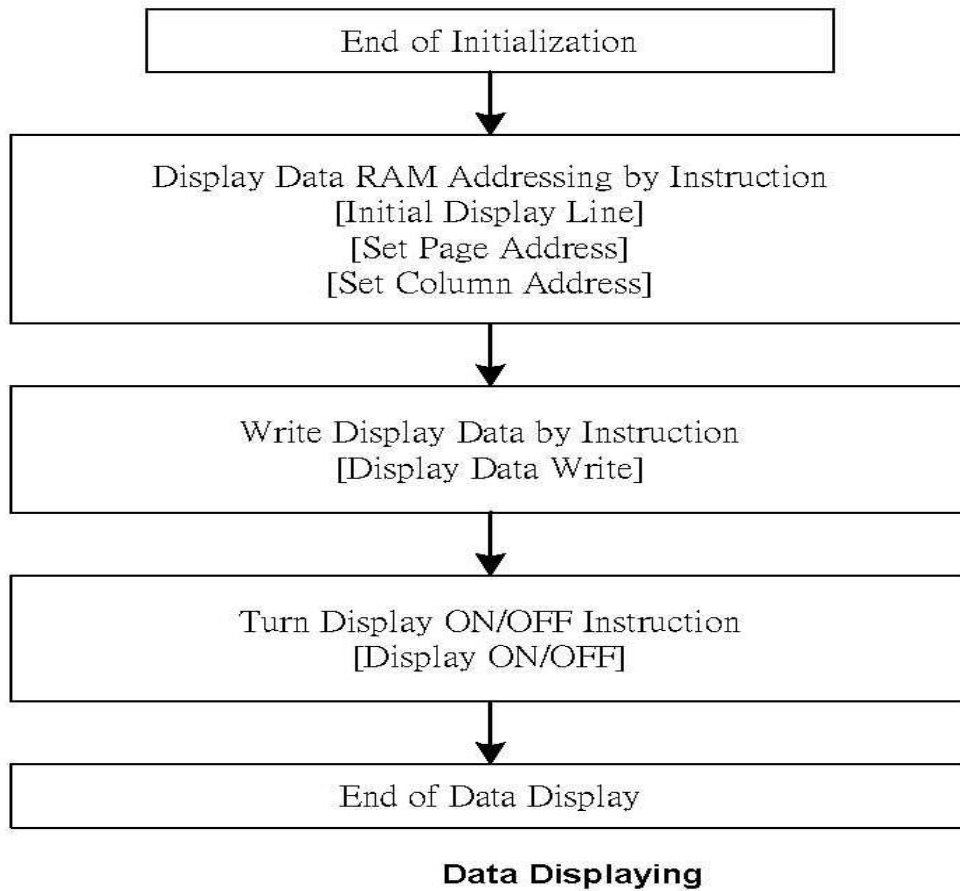 End of Initialization
Display Data RAM Addressing by Instruction
[Initial Display Line]
[Set Page Address]
[Set Column Address]
Write Display Data by Instruction
[Display Data Write]
Turn Display ON/OFF Instruction
[Display ON/OFF]
End of Data Display
Data Displaying